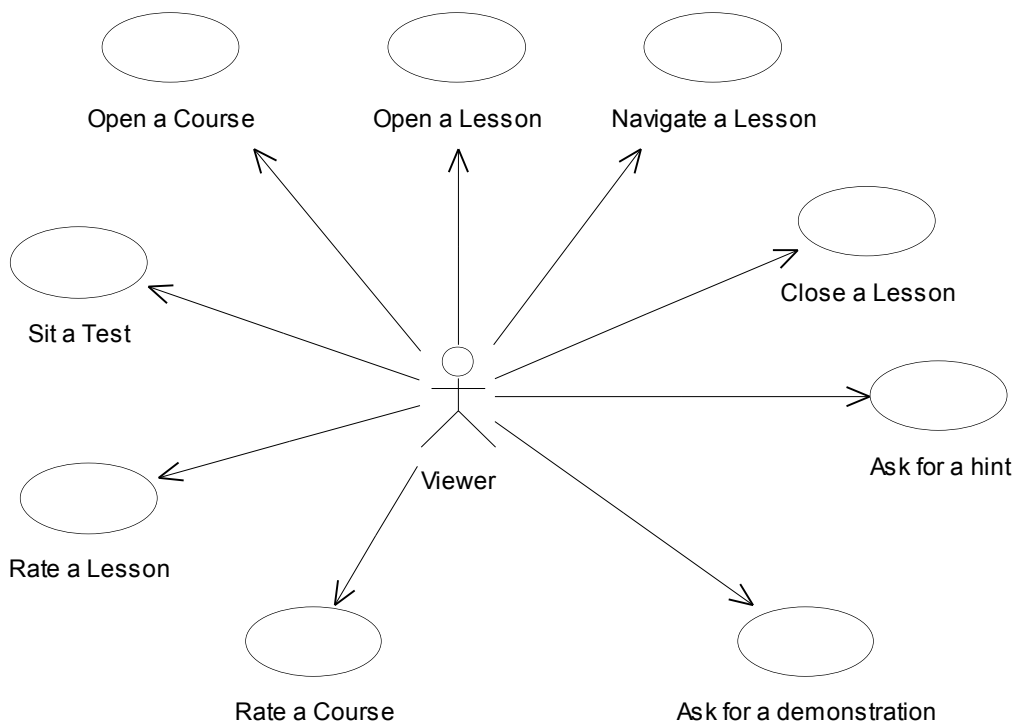 Open a Course
Open a Lesson
Navigate a Lesson
Close a Lesson
Sit a Test
Ask for a hint
Viewer
Rate a Lesson
Rate a Course
Ask for a demonstration